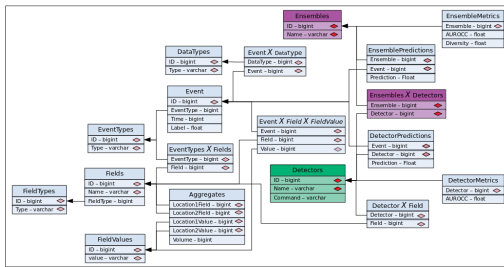 Ensembles
ID - bigint
Name - varchar
EnsembleMetrics
Ensemble - bigint
AUROCC - float
Diversity - float
DataTypes
ID - bigint
Type - varchar
Event X DataType
DataType - bigint
Event - bigint
EnsemblePredictions
Ensemble - bigint
Event - bigint
Prediction - Float
Event
ID - bigint
EventType - bigint
Time - bigint
Label - float
Ensembles X Detectors
Ensemble - bigint
Detector - bigint
EventTypes
ID - bigint
Type - varchar
Event X Field X FieldValue
Event - bigint
Field - bigint
Value - bigint
DetectorPredictions
Event - bigint
Detector - bigint
Prediction - Float
EventTypes X Fields
EventType - bigint
Field - bigint
Fields
ID - bigint
Name - varchar
FieldType - bigint
Detectors
ID - bigint
Name - varchar
Command - varchar
DetectorMetrics
Detector - bigint
AUROCC - float
FieldTypes
ID - bigint
Type - varchar
Aggregates
Location1Field - bigint
Location2Field - bigint
Location1Value - bigint
Location2Value - bigint
Volume - bigint
Detector X Field
Detector - bigint
Field - bigint
FieldValues
ID - bigint
value - varchar